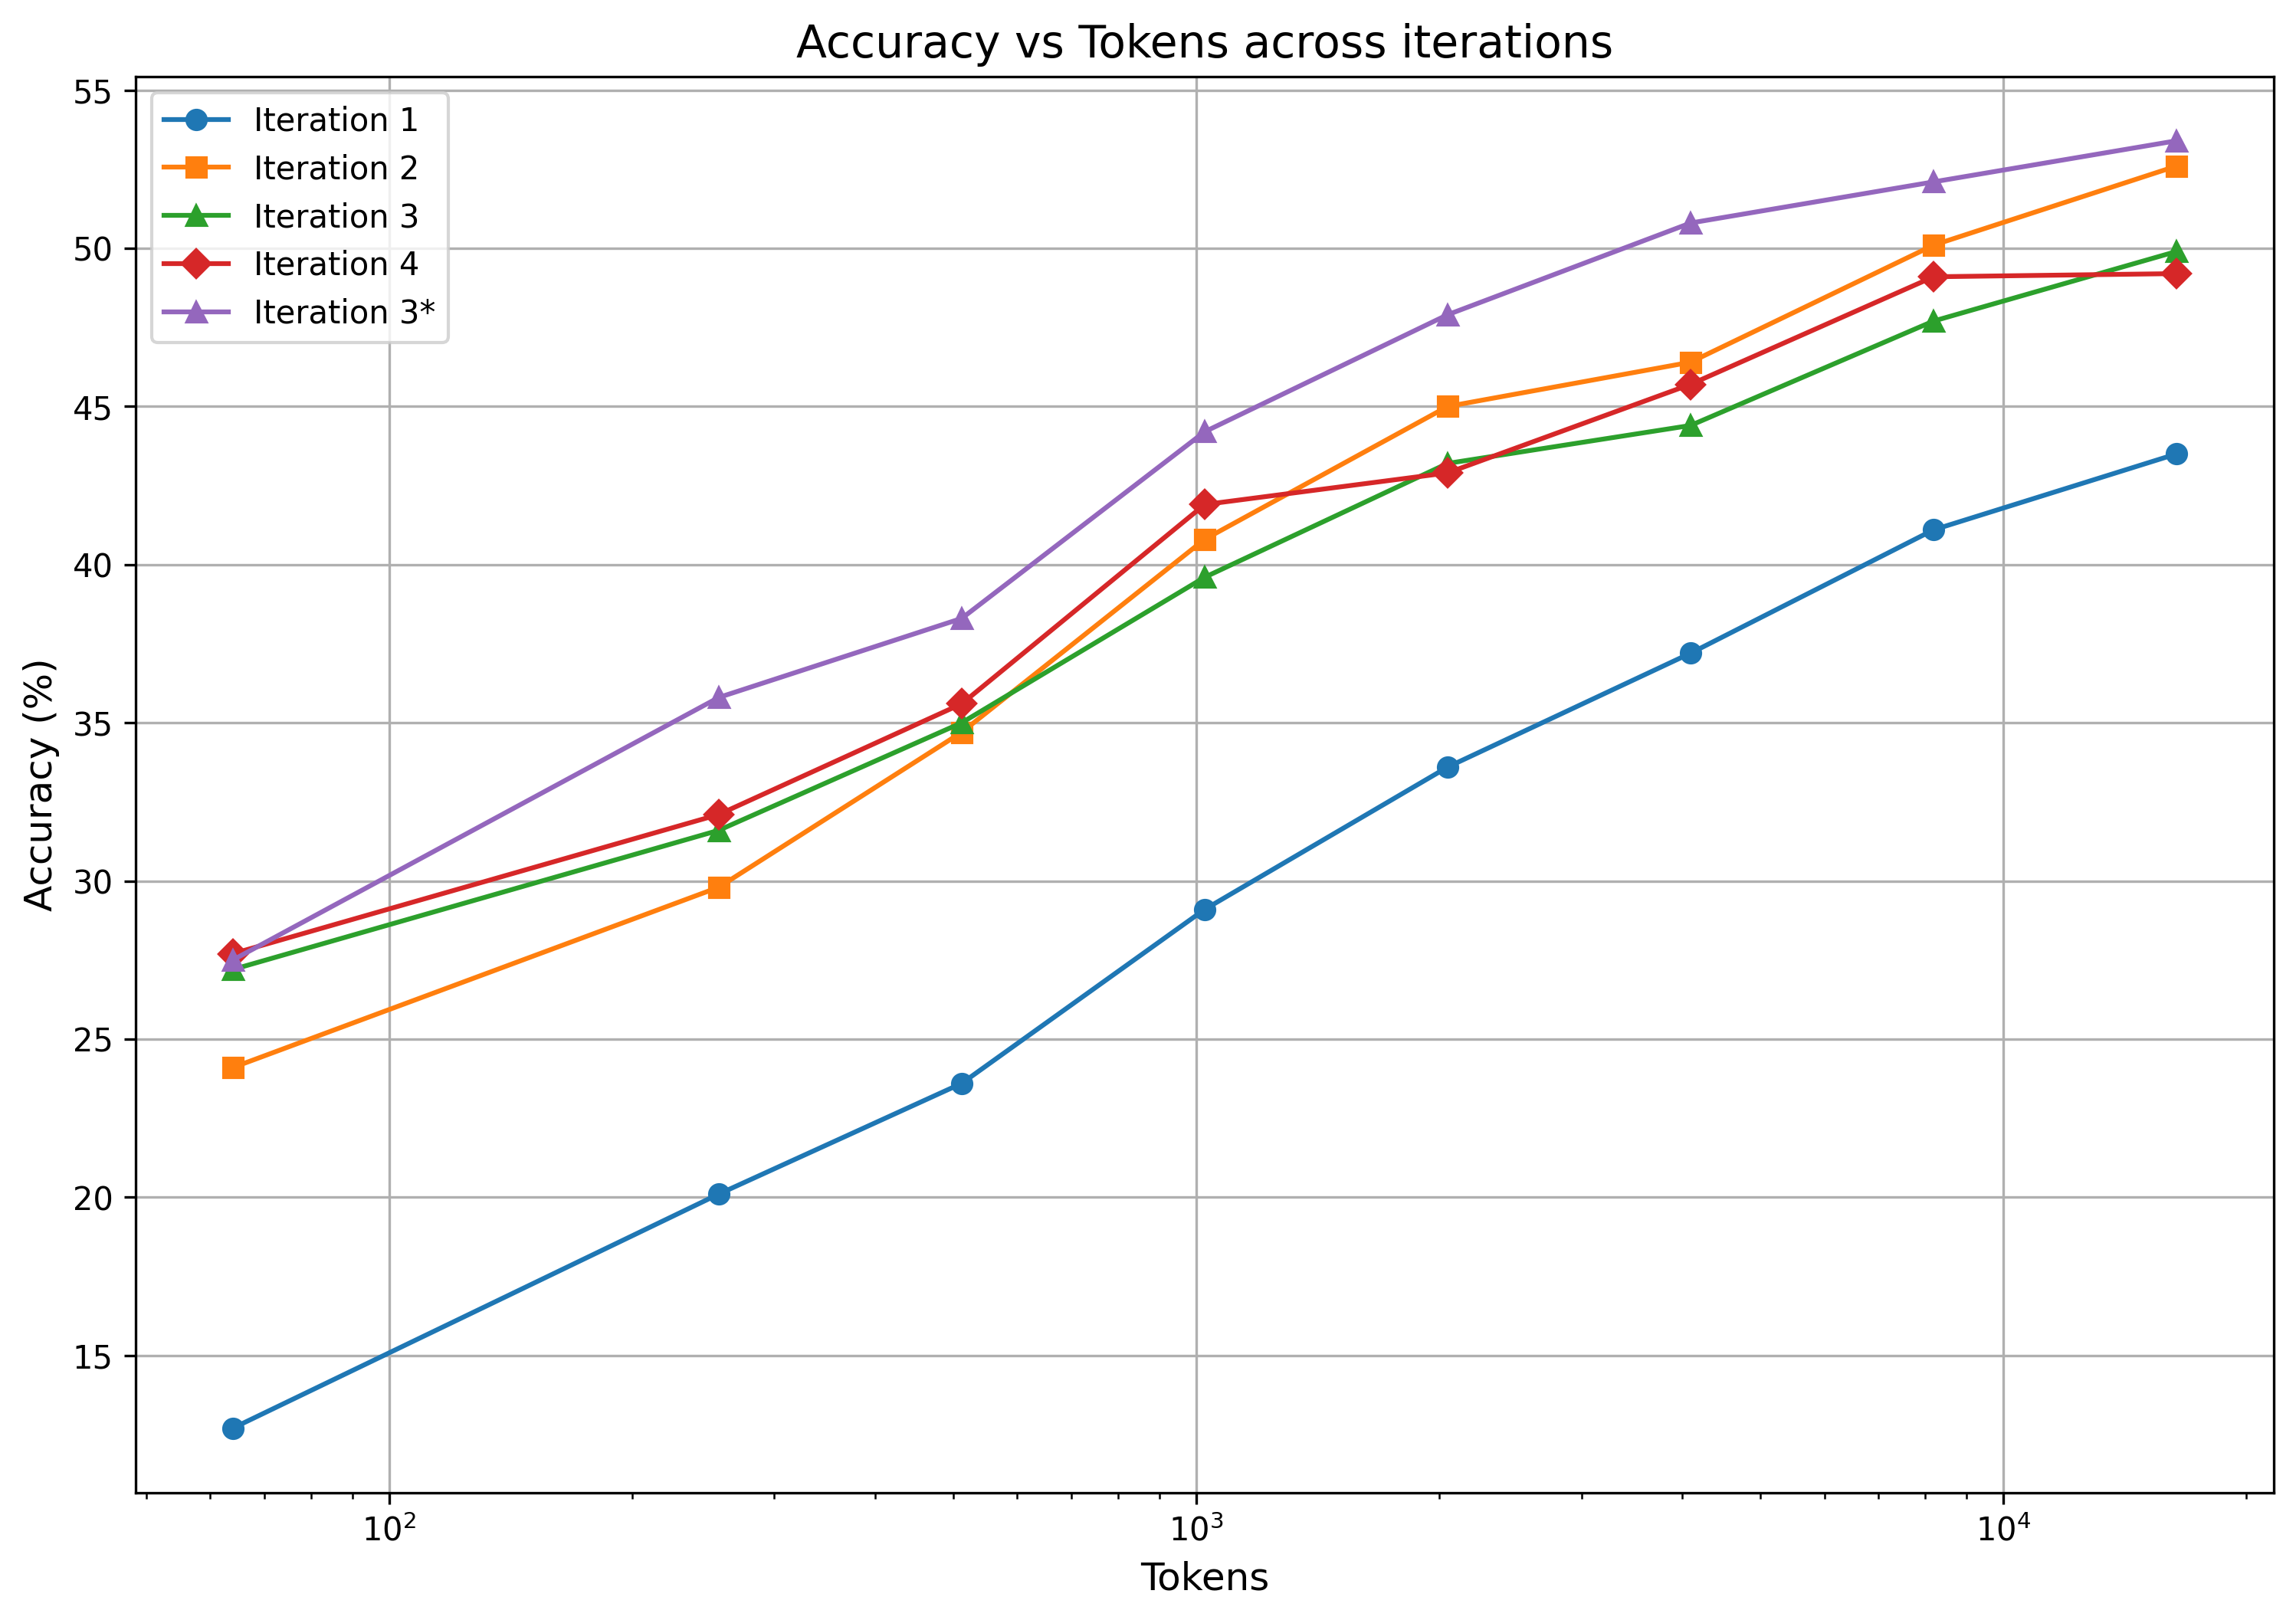 Accuracy vs Tokens across iterations
Iteration 1
Iteration 2
Iteration 3
Iteration 4
Iteration 3*
55
50
45
40
35
30
25
20
15
Accuracy (%)
10²
10³
10⁴
Tokens